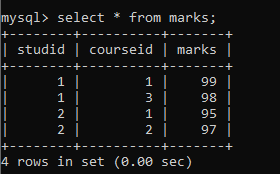 mysql> select * from marks;
+--------+----------+-------+
| studid | courseid | marks |
+--------+----------+-------+
|      1 |        1 |    99 |
|      1 |        3 |    98 |
|      2 |        1 |    95 |
|      2 |        2 |    97 |
+--------+----------+-------+
4 rows in set (0.00 sec)